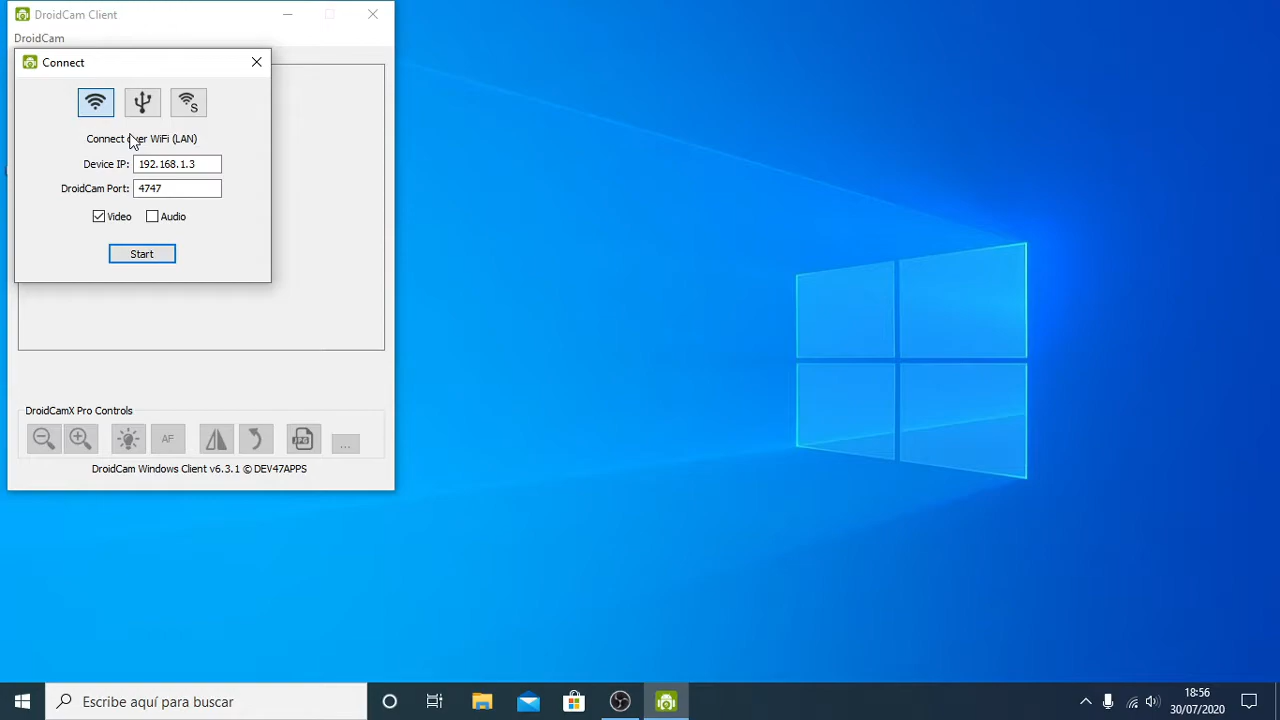 DroidCam Client
DroidCam
Connect
S
Connect over WiFi (LAN)
Device IP: 192.168.1.3
DroidCam Port: 4747
Video Audio
Start
DroidCamX Pro Controls
AF JPG ...
DroidCam Windows Client v6.3.1 © DEV47APPS
Escribe aquí para buscar
18:56
30/07/2020